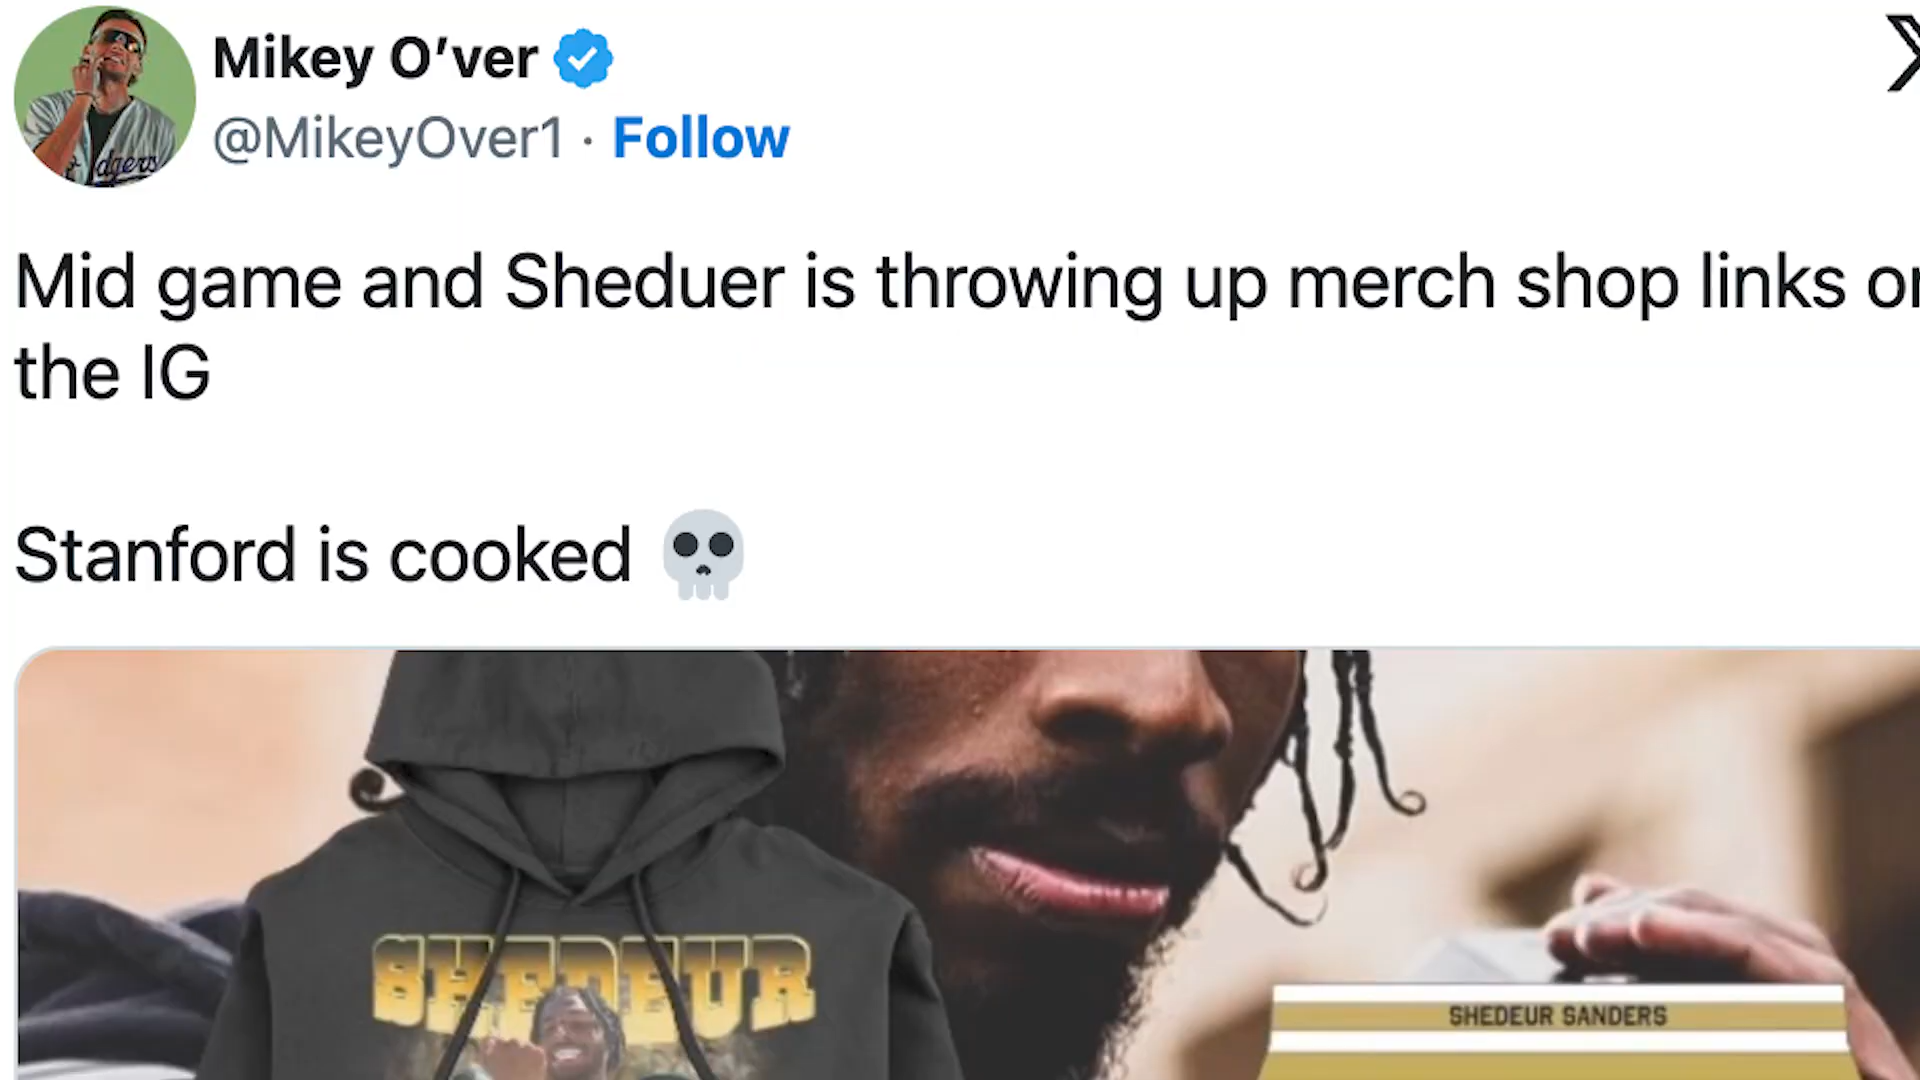 Mikey O’ver
@MikeyOver1 · Follow
Mid game and Sheduer is throwing up merch shop links
the IG
Stanford is cooked 💀
SHEDEUR
SHEDEUR SANDERS